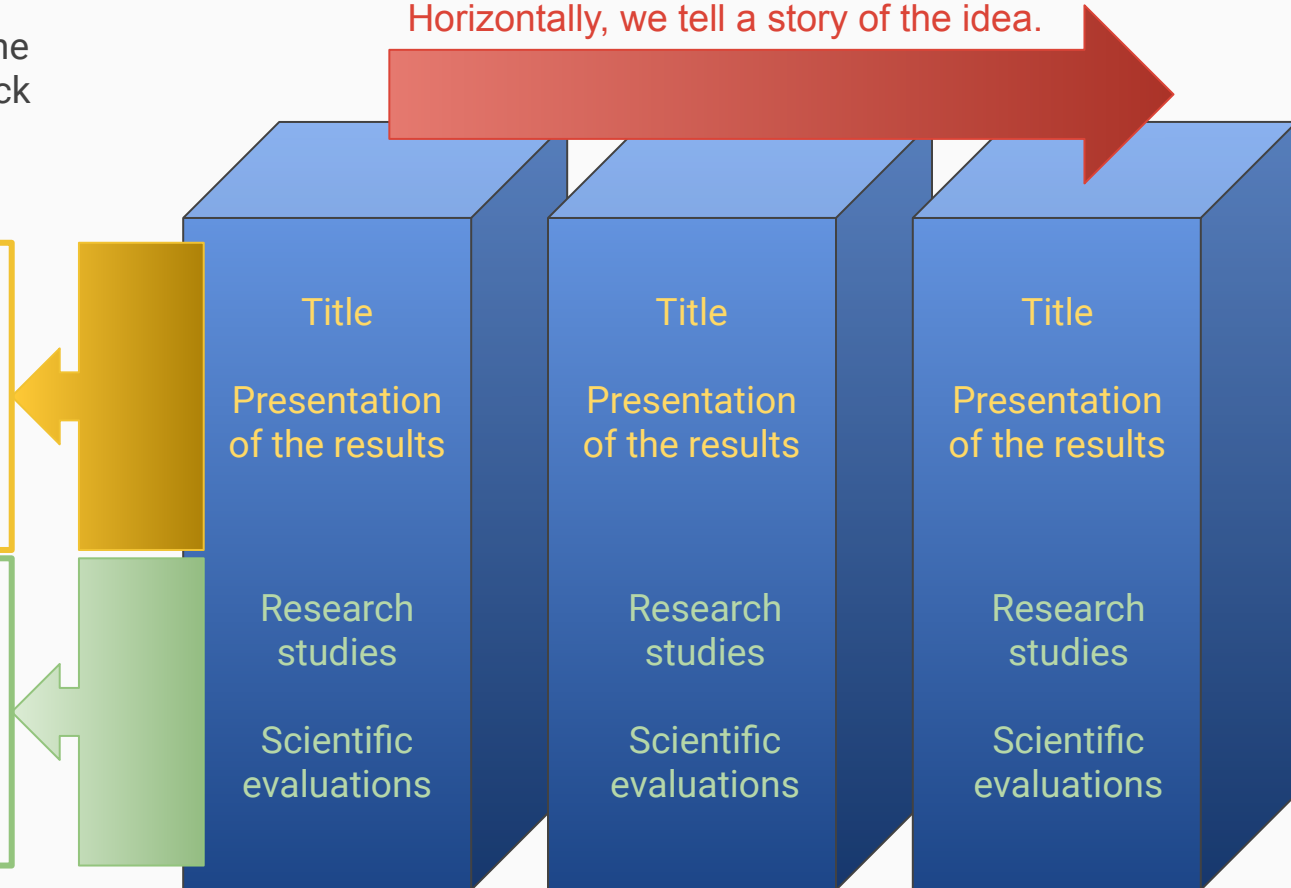 Horizontally, we tell a story of the idea.
Title
Presentation
of the results
Research
studies
Scientific
evaluations
Title
Presentation
of the results
Research
studies
Scientific
evaluations
Title
Presentation
of the results
Research
studies
Scientific
evaluations